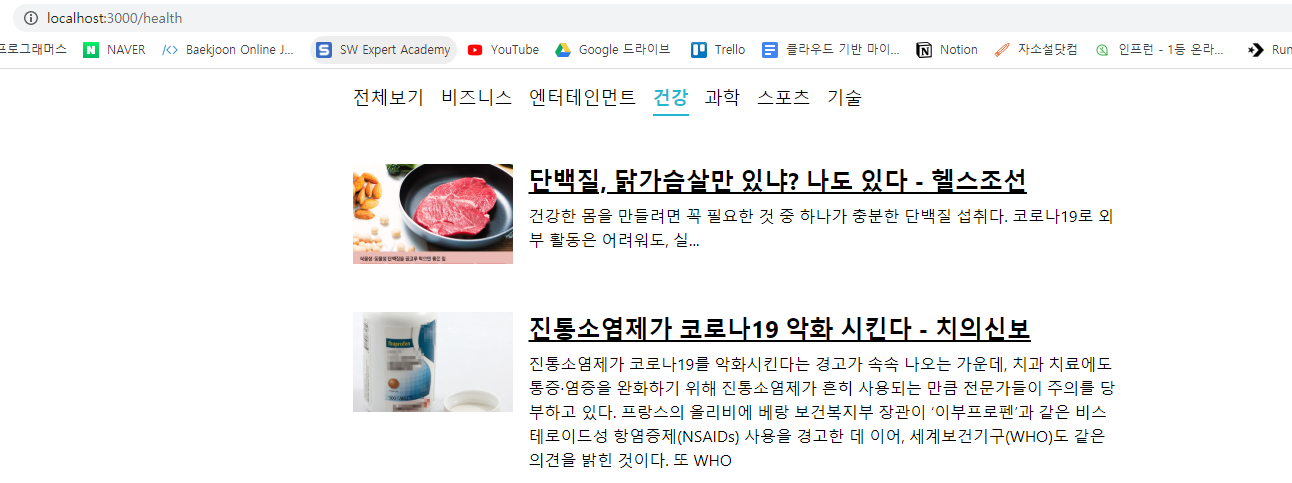 localhost:3000/health
프로그래머스 NAVER </> Baekjoon Online J... SW Expert Academy YouTube Google 드라이브 Trello 클라우드 기반 마이... Notion 자소설닷컴 인프런 - 1등 온라... Run
전체보기 비즈니스 엔터테인먼트 건강 과학 스포츠 기술
단백질, 닭가슴살만 있냐? 나도 있다 - 헬스조선
건강한 몸을 만들려면 꼭 필요한 것 중 하나가 충분한 단백질 섭취다. 코로나19로 외
부 활동은 어려워도, 실...
진통소염제가 코로나19 악화 시킨다 - 치의신보
진통소염제가 코로나19를 악화시킨다는 경고가 속속 나오는 가운데, 치과 치료에도
통증·염증을 완화하기 위해 진통소염제가 흔히 사용되는 만큼 전문가들이 주의를 당
부하고 있다. 프랑스의 올리비에 베랑 보건복지부 장관이 ‘이부프로펜’과 같은 비스
테로이드성 항염증제(NSAIDs) 사용을 경고한 데 이어, 세계보건기구(WHO)도 같은
의견을 밝힌 것이다. 또 WHO